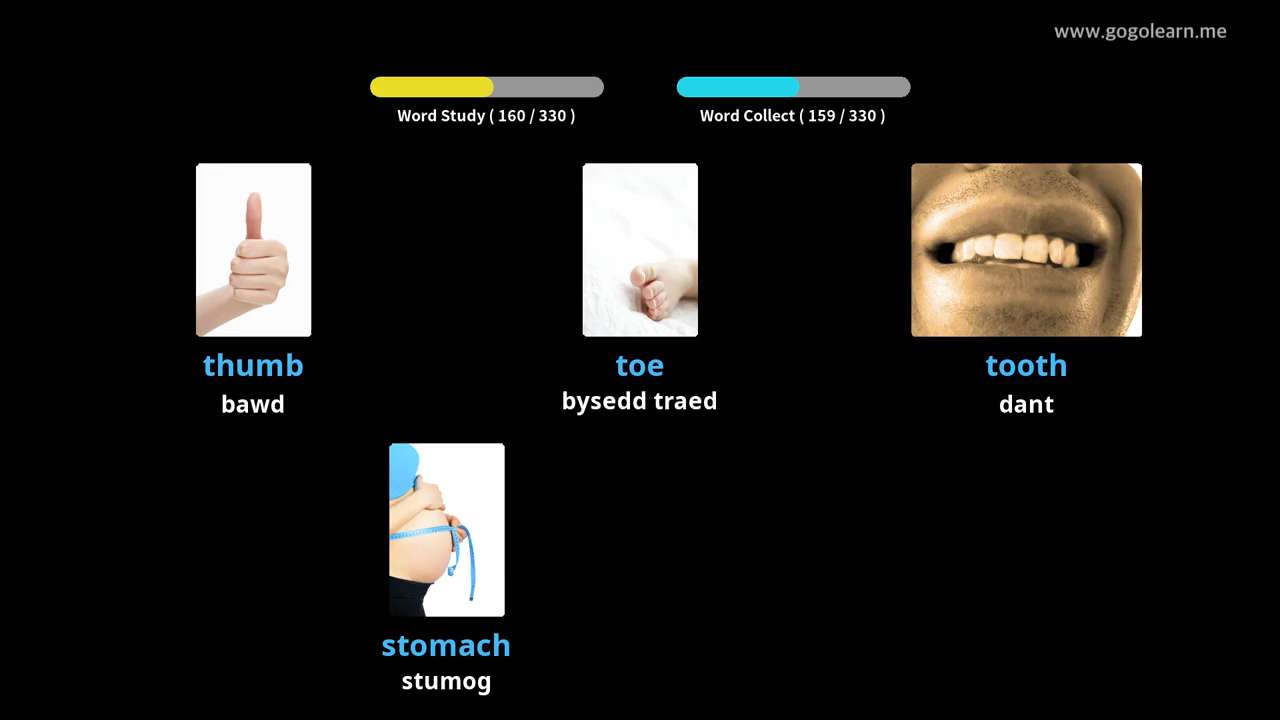 www.gogolearn.me
Word Study ( 160 / 330 )
Word Collect ( 159 / 330 )
thumb
bawd
toe
bysedd traed
tooth
dant
stomach
stumog